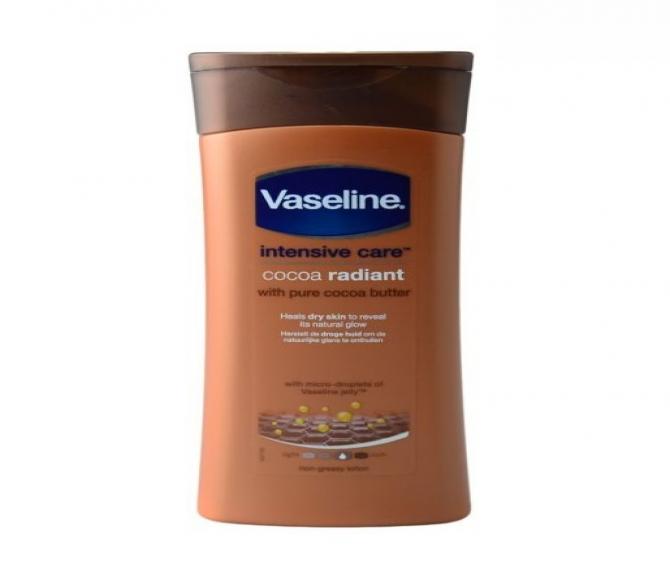 Vaseline.
intensive care™
cocoa radiant
with pure cocoa butter
Heals dry skin to reveal
its natural glow
Herstelt de droge huid om de
natuurlijke glans te onthullen
with micro-droplets of
Vaseline jelly™
light
non-greasy lotion